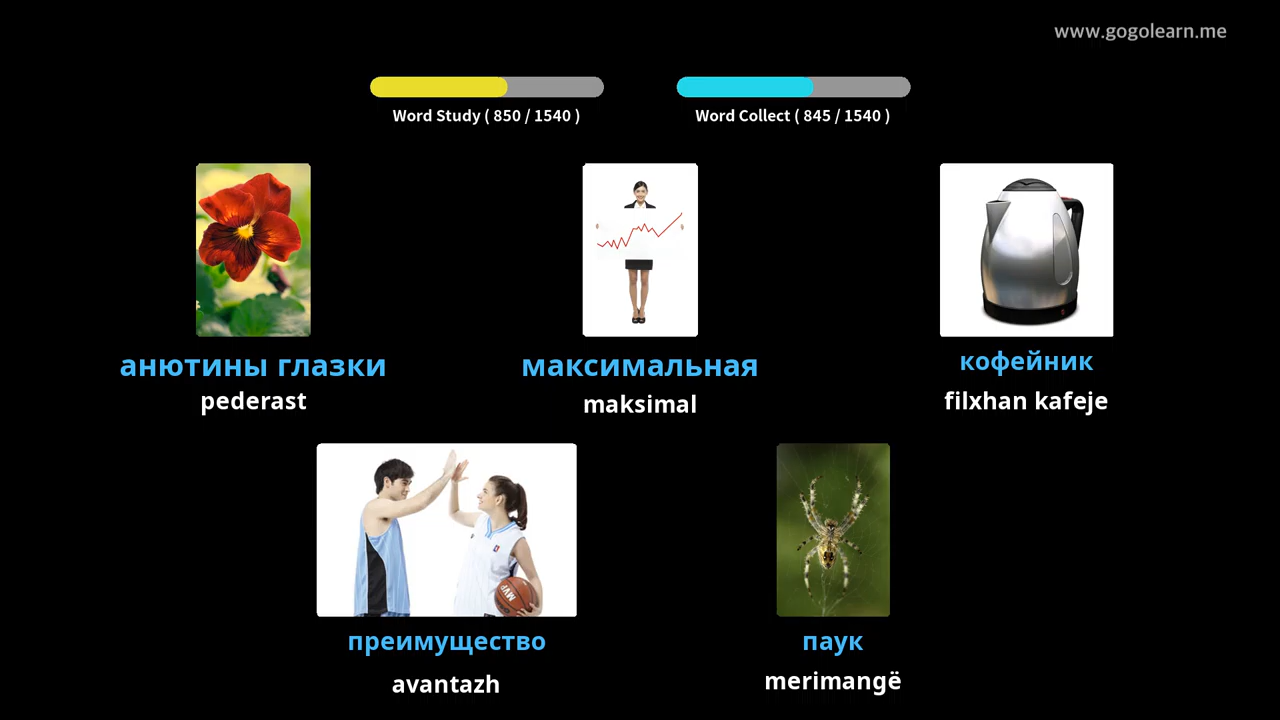 www.gogolearn.me
Word Study ( 850 / 1540 )
Word Collect ( 845 / 1540 )
анютины глазки
pederast
максимальная
maksimal
кофейник
filxhan kafeje
преимущество
avantazh
паук
merimangë
MVP